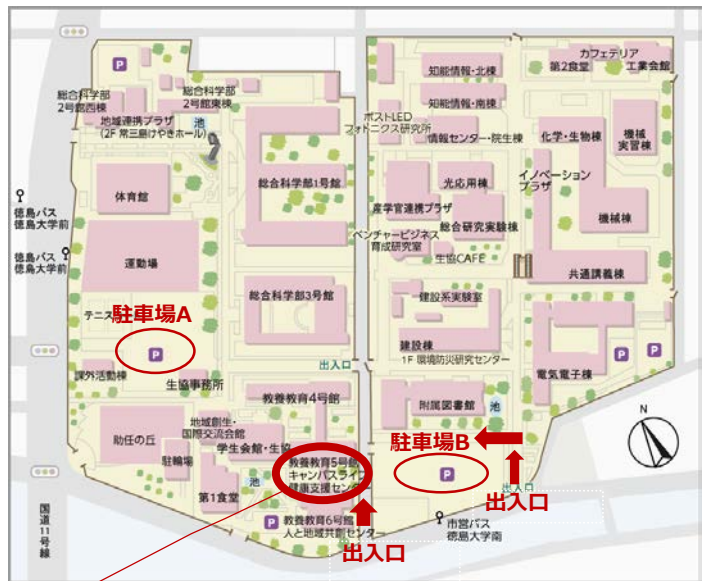 P
総合科学部
2号館西棟
総合科学部
2号館東棟
地域連携プラザ
(2F 常三島けやきホール)
池
体育館
総合科学部1号館
徳島バス
徳島大学前
徳島バス
徳島大学前
運動場
総合科学部3号館
テニス
駐車場A
P
課外活動棟
生協事務所
出入口
教養教育4号館
地域創生・
国際交流会館
助任の丘
学生会館・生協
駐輪場
教養教育5号館
キャンパスライフ
健康支援センター
第1食堂
池
P
教養教育6号館
人と地域共創センター
出入口
国道11号線
カフェテリア
第2食堂
工業会館
知能情報・北棟
知能情報・南棟
ポストLED
フォトニクス研究所
情報センター・院生棟
化学・生物棟
機械
実習棟
光応用棟
イノベーション
プラザ
産学官連携プラザ
総合研究実験棟
機械棟
ベンチャービジネス
育成研究室
生協CAFE
共通講義棟
建設系実験室
建設棟
1F 環境防災研究センター
P
P
電気電子棟
附属図書館
池
駐車場B
P
出入口
出入口
市営バス
徳島大学南
N